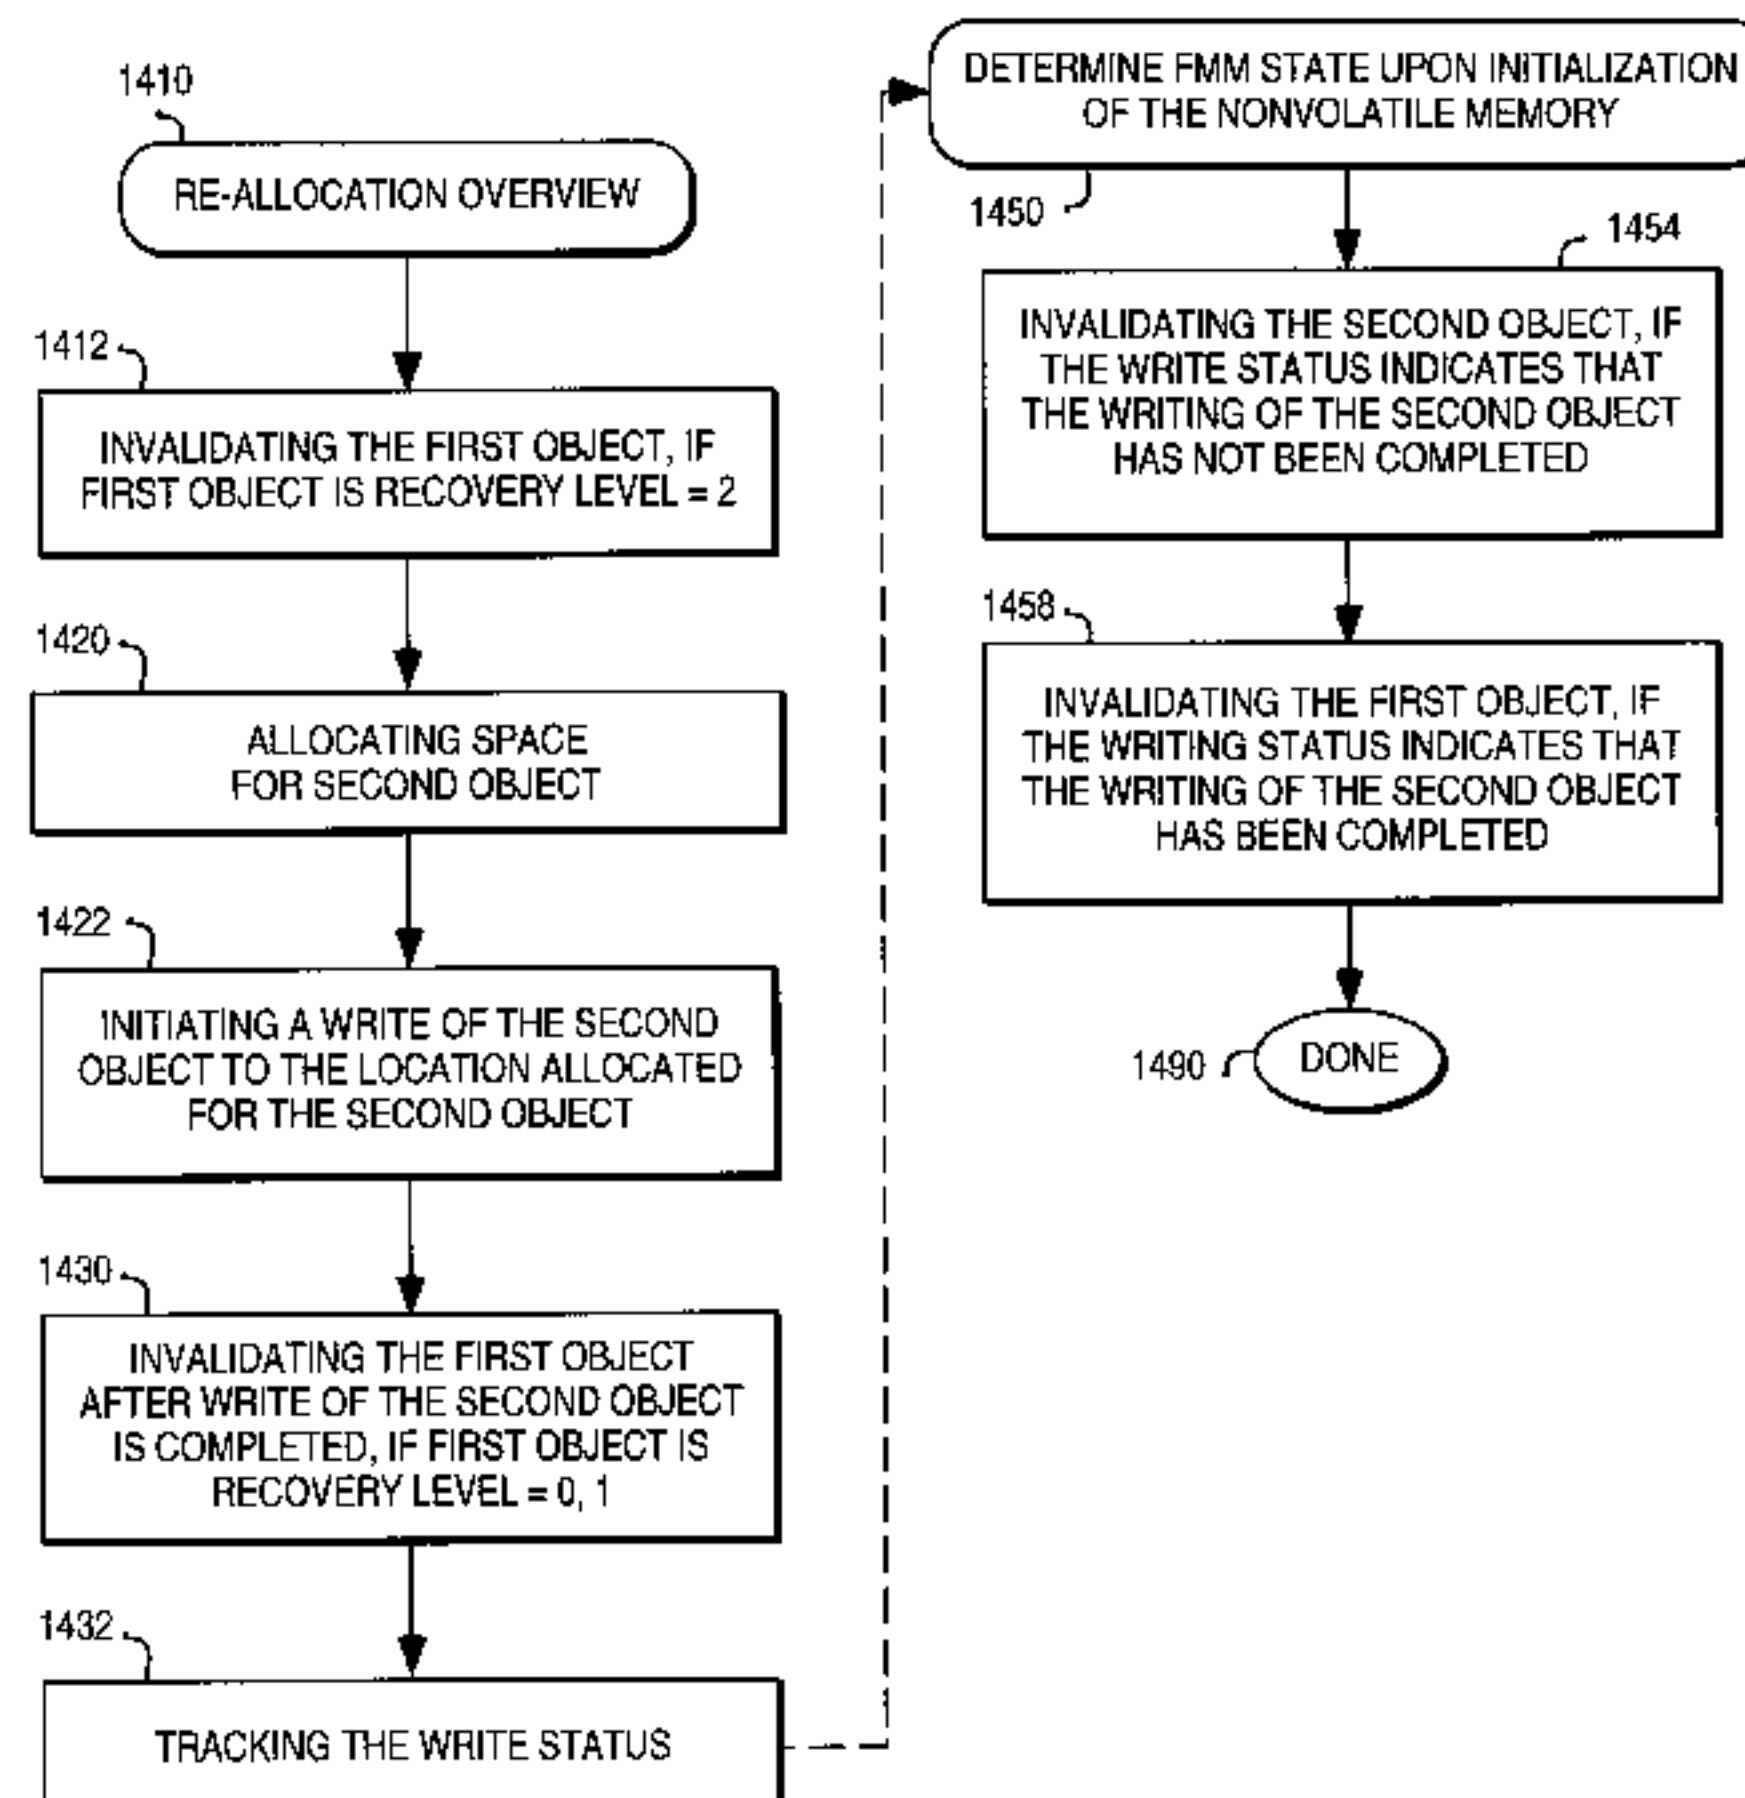 1410
RE-ALLOCATION OVERVIEW
1412
INVALIDATING THE FIRST OBJECT, IF
FIRST OBJECT IS RECOVERY LEVEL = 2
1420
ALLOCATING SPACE
FOR SECOND OBJECT
1422
INITIATING A WRITE OF THE SECOND
OBJECT TO THE LOCATION ALLOCATED
FOR THE SECOND OBJECT
1430
INVALIDATING THE FIRST OBJECT
AFTER WRITE OF THE SECOND OBJECT
IS COMPLETED, IF FIRST OBJECT IS
RECOVERY LEVEL = 0, 1
1432
TRACKING THE WRITE STATUS
DETERMINE FMM STATE UPON INITIALIZATION
OF THE NONVOLATILE MEMORY
1450
1454
INVALIDATING THE SECOND OBJECT, IF
THE WRITE STATUS INDICATES THAT
THE WRITING OF THE SECOND OBJECT
HAS NOT BEEN COMPLETED
1458
INVALIDATING THE FIRST OBJECT, IF
THE WRITING STATUS INDICATES THAT
THE WRITING OF THE SECOND OBJECT
HAS BEEN COMPLETED
1490
DONE